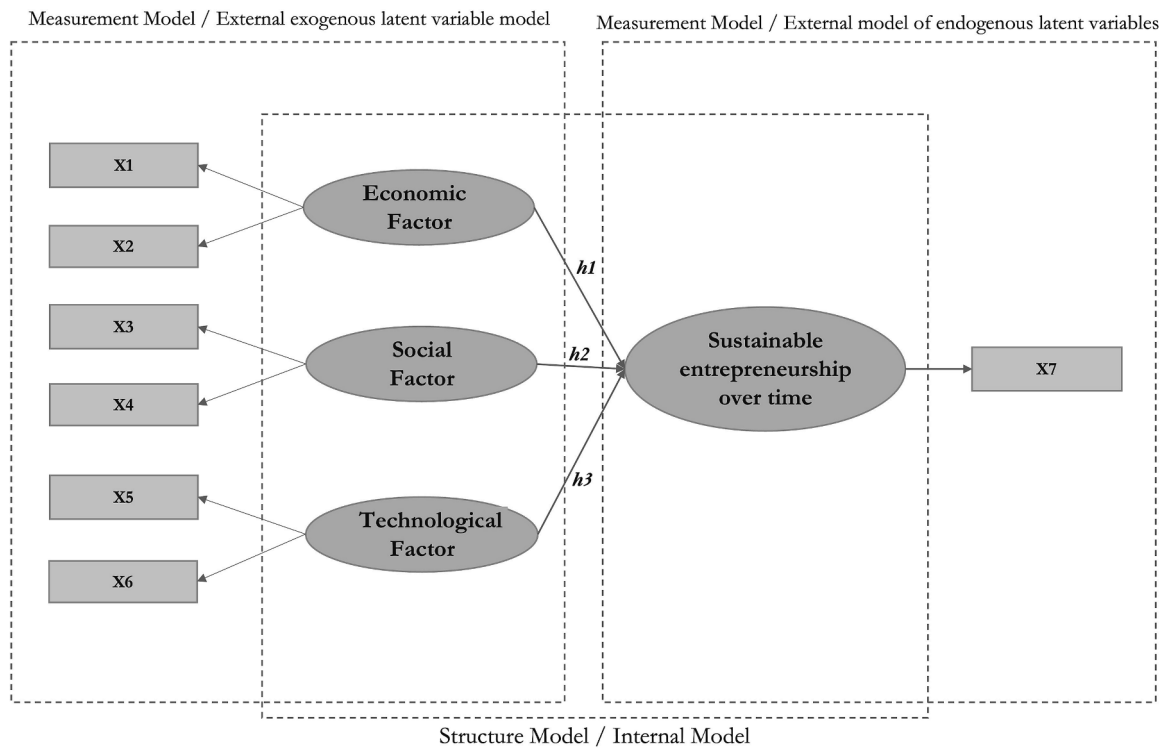 Measurement Model / External exogenous latent variable model
Measurement Model / External model of endogenous latent variables
X1
X2
X3
X4
X5
X6
Economic
Factor
Social
Factor
Technological
Factor
h1
h2
h3
Sustainable
entrepreneurship
over time
X7
Structure Model / Internal Model